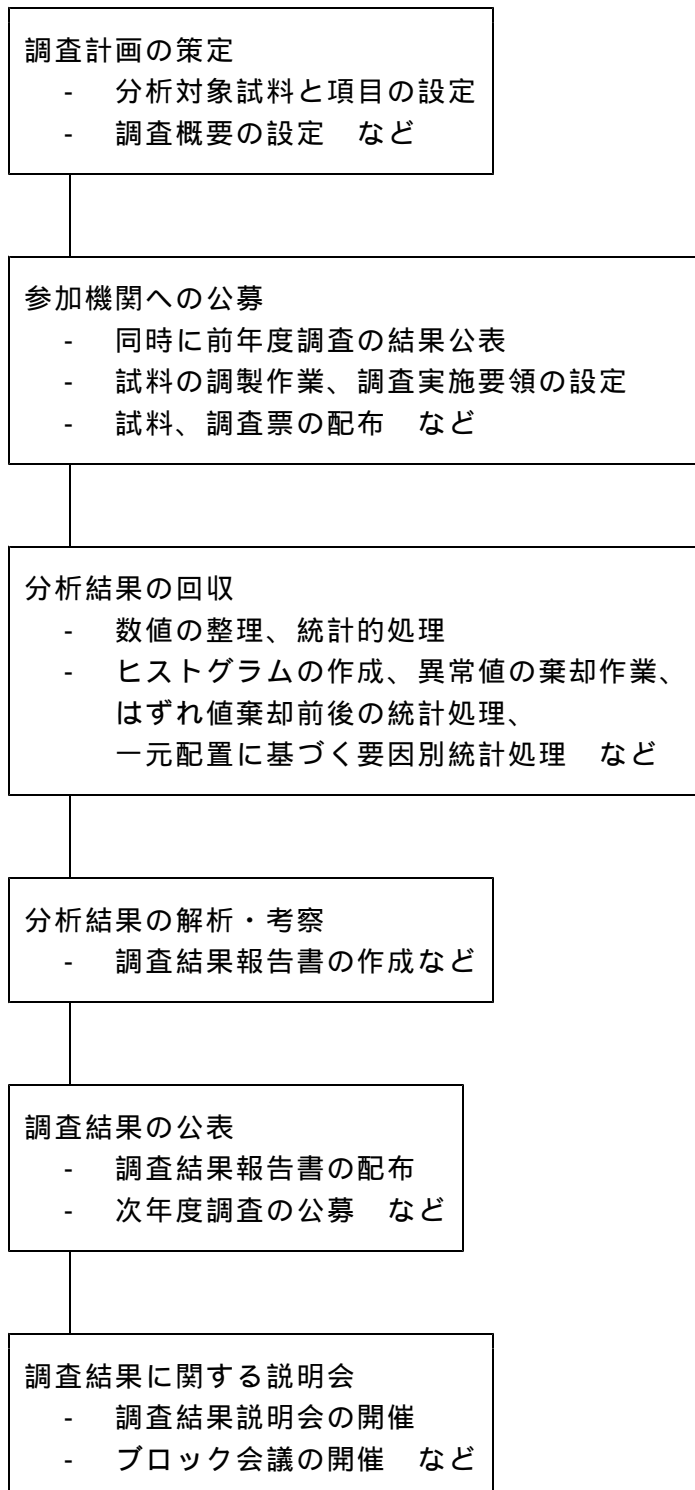 調査計画の策定
- 分析対象試料と項目の設定
- 調査概要の設定　など
参加機関への公募
- 同時に前年度調査の結果公表
- 試料の調製作業、調査実施要領の設定
- 試料、調査票の配布　など
分析結果の回収
- 数値の整理、統計的処理
- ヒストグラムの作成、異常値の棄却作業、
はずれ値棄却前後の統計処理、
一元配置に基づく要因別統計処理　など
分析結果の解析・考察
- 調査結果報告書の作成など
調査結果の公表
- 調査結果報告書の配布
- 次年度調査の公募　など
調査結果に関する説明会
- 調査結果説明会の開催
- ブロック会議の開催　など